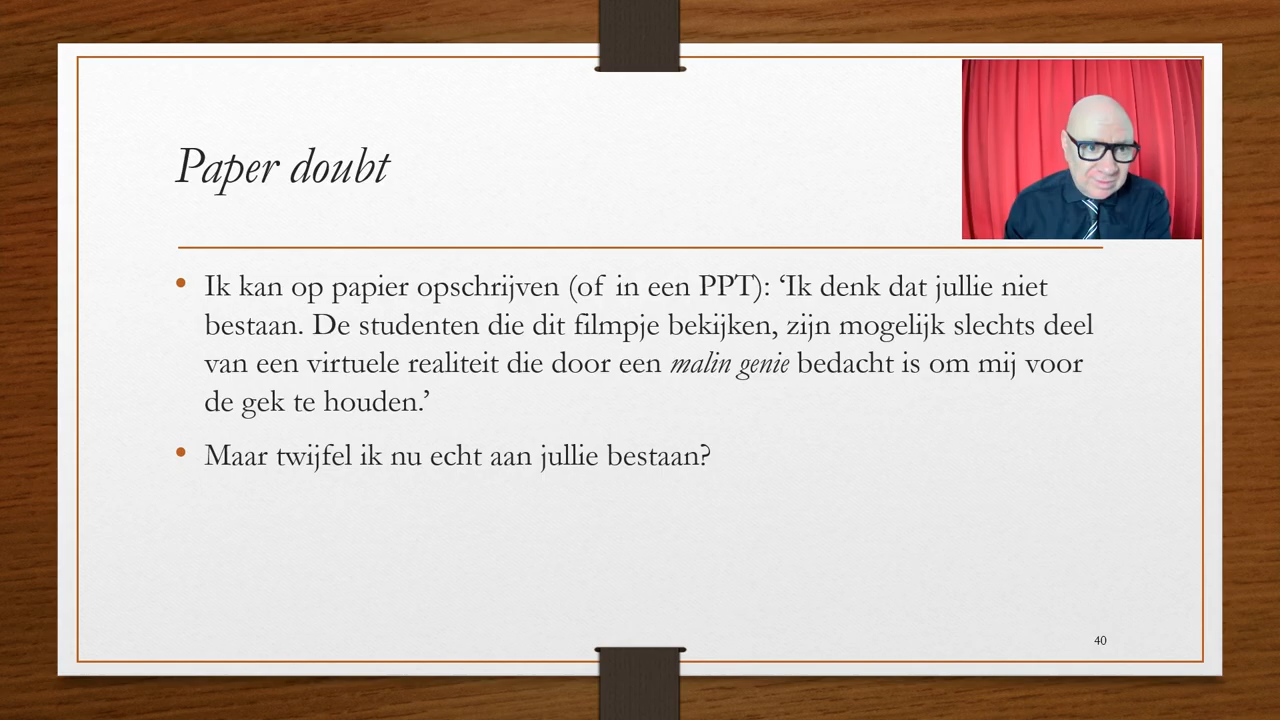 Paper doubt
Ik kan op papier opschrijven (of in een PPT): ‘Ik denk dat jullie niet
bestaan. De studenten die dit filmpje bekijken, zijn mogelijk slechts deel
van een virtuele realiteit die door een malin genie bedacht is om mij voor
de gek te houden.’
Maar twijfel ik nu echt aan jullie bestaan?
40